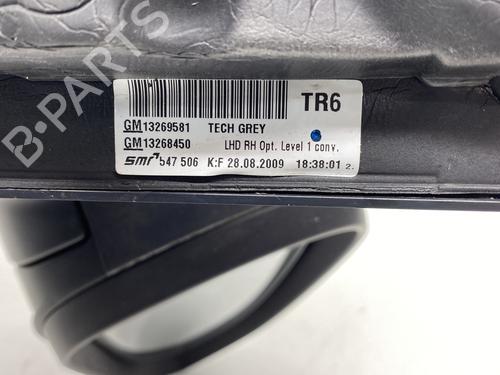 TR6
GM13269581 TECH GREY
GM13268450 LHD RH Opt. Level 1 conv.
smr 547 506 K:F 28.08.2009 18:38:01 2.
B-PARTS